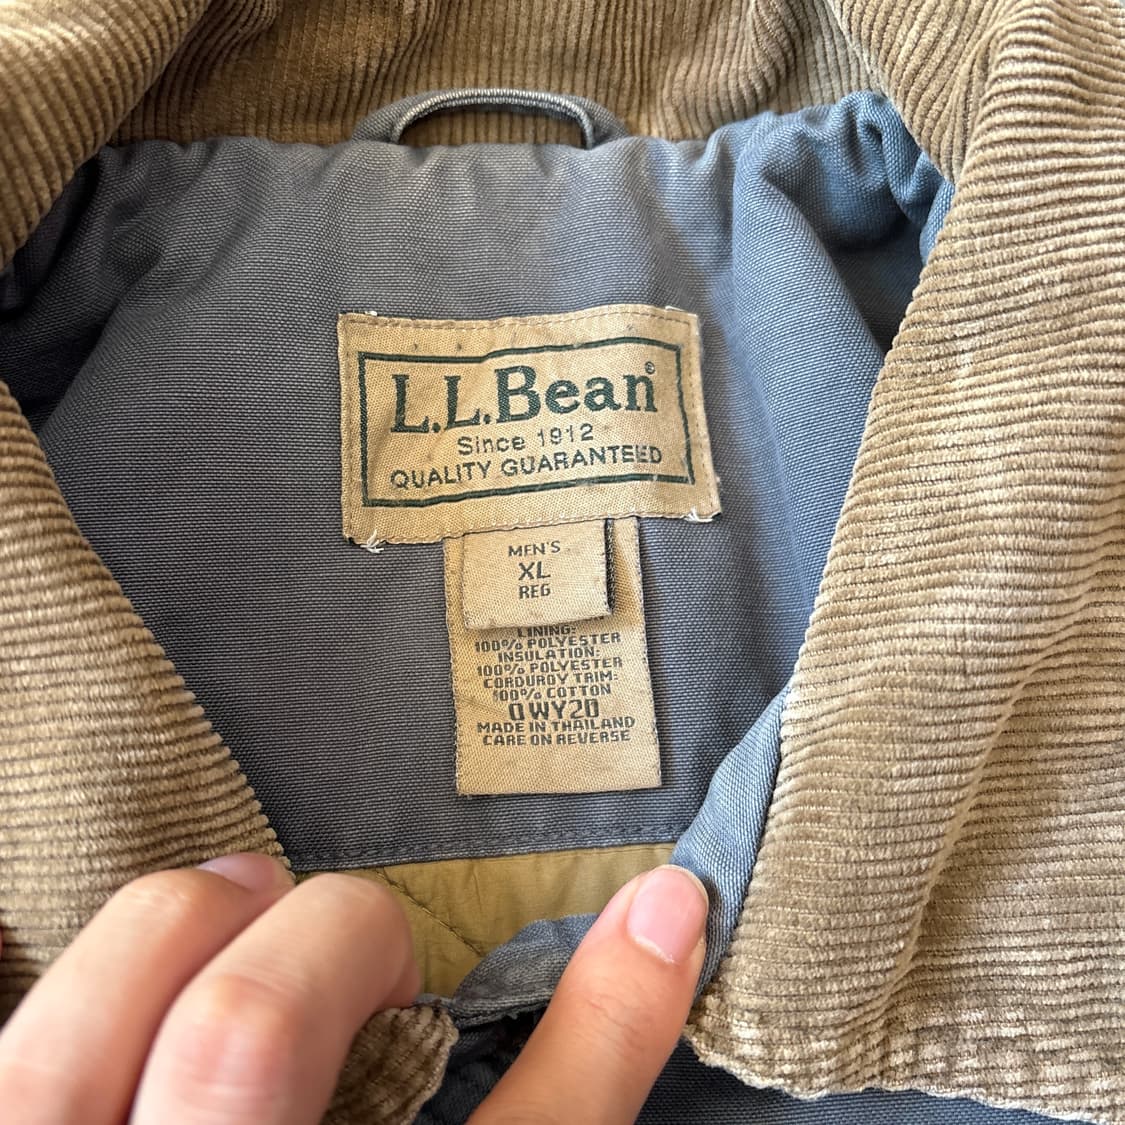 L.L.Bean®
Since 1912
QUALITY GUARANTEED
MEN'S
XL
REG
LINING:
100% POLYESTER
INSULATION:
100% POLYESTER
CORDUROY TRIM:
100% COTTON
0WY20
MADE IN THAILAND
CARE ON REVERSE